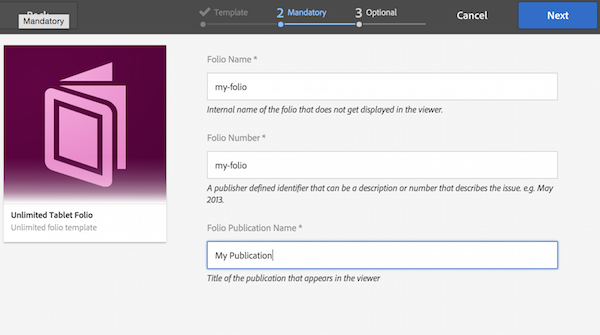 Mandatory
Template
2 Mandatory
3 Optional
Cancel
Next
Folio Name *
my-folio
Internal name of the folio that does not get displayed in the viewer.
Folio Number *
my-folio
A publisher defined identifier that can be a description or number that describes the issue. e.g. May
2013.
Unlimited Tablet Folio
Unlimited folio template
Folio Publication Name *
My Publication
Title of the publication that appears in the viewer